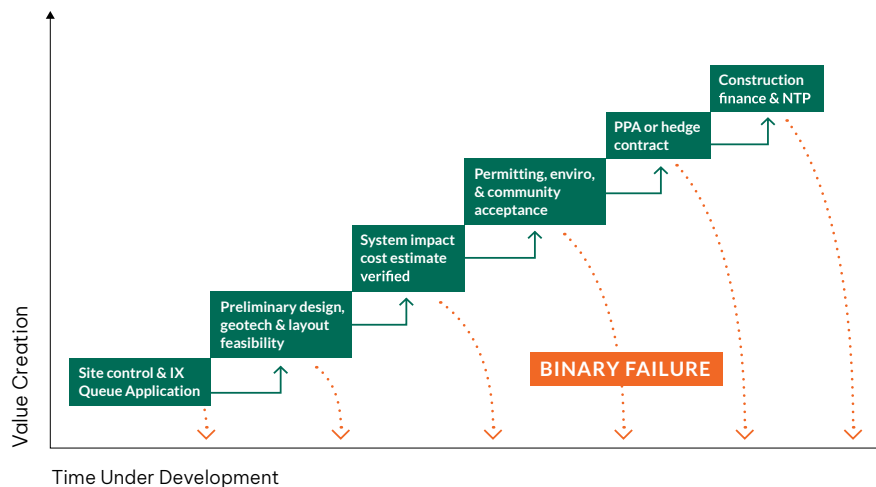 Construction
finance & NTP
PPA or hedge
contract
Permitting, enviro,
& community
acceptance
System impact
cost estimate
verified
Preliminary design,
geotech & layout
feasibility
Site control & IX
Queue Application
BINARY FAILURE
Value Creation
Time Under Development